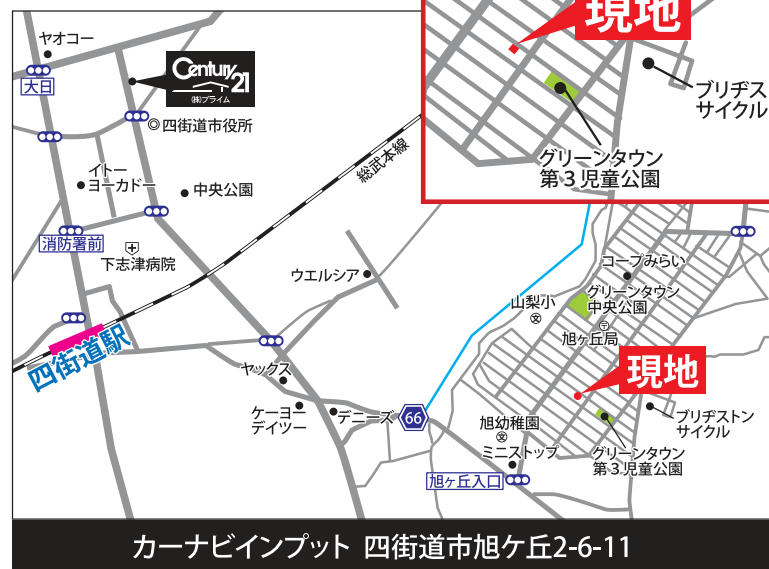 現地
ブリヂス
サイクル
グリーンタウン
第3児童公園
ヤオコー
大日
Century 21
(株)プライム
四街道市役所
イトー
ヨーカドー
中央公園
総武本線
消防署前
下志津病院
ウエルシア
四街道駅
ヤックス
ケーヨー
デイツー
デニーズ
66
コープみらい
グリーンタウン
中央公園
山梨小
旭ヶ丘局
現地
旭幼稚園
ミニストップ
旭ヶ丘入口
ブリヂストン
サイクル
グリーンタウン
第3児童公園
カーナビインプット 四街道市旭ケ丘2-6-11